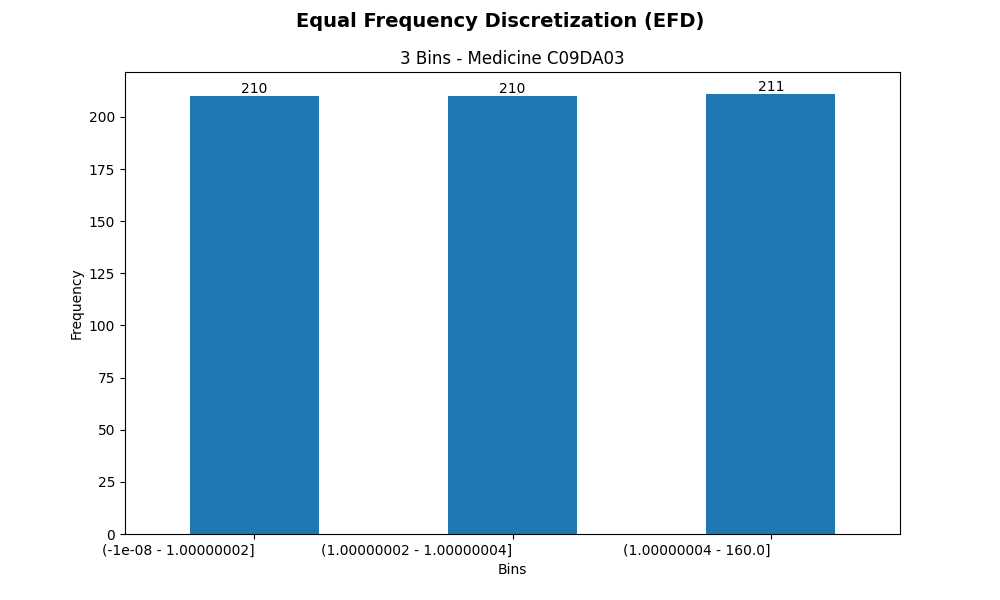 Equal Frequency Discretization (EFD)
3 Bins - Medicine C09DA03
210
210
211
200
175
150
125
100
75
50
25
0
Frequency
(-1e-08 - 1.00000002]
(1.00000002 - 1.00000004]
(1.00000004 - 160.0]
Bins